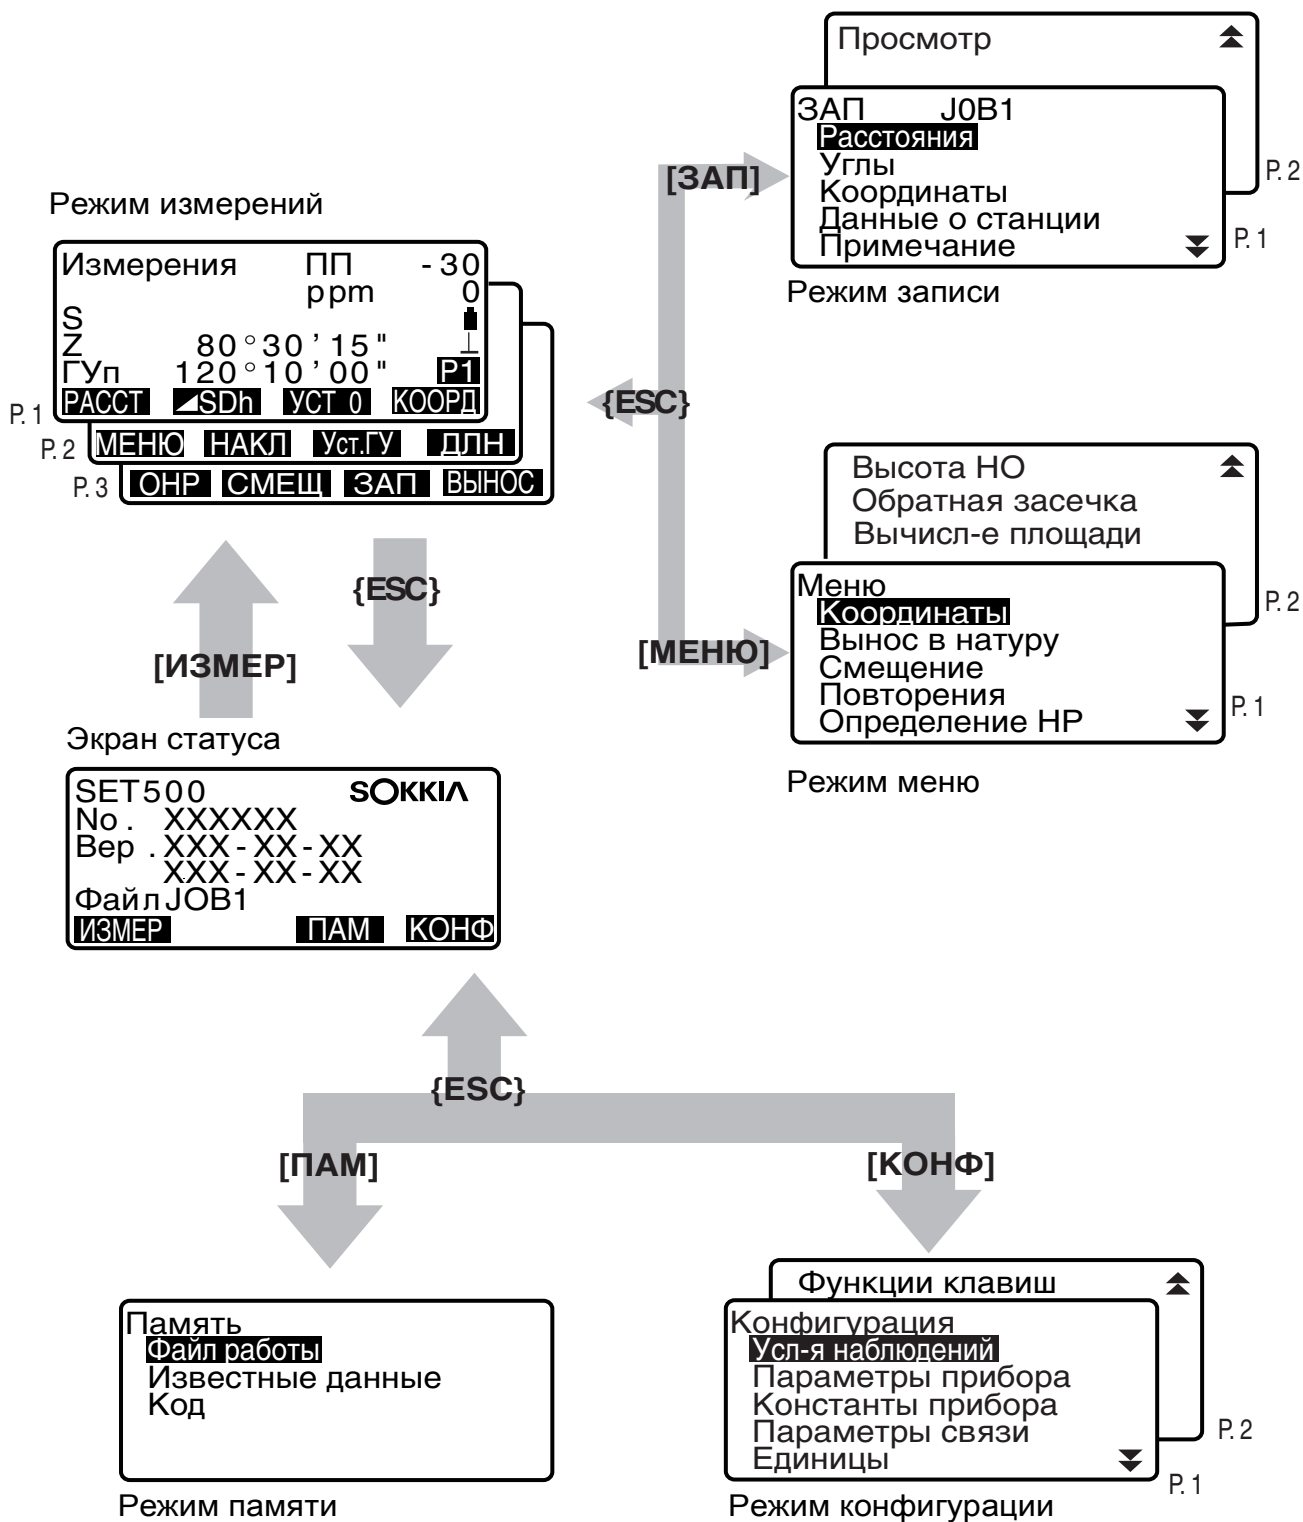 Просмотр
ЗАП J0B1
Расстояния
Углы
Координаты
Данные о станции
Примечание
P. 2
P. 1
Режим записи
[ЗАП]
Режим измерений
Измерения ПП -30
ppm 0
S
Z 80°30'15"
ГУп 120°10'00" P1
РАССТ ◢SDh УСТ 0 КООРД
P. 1
МЕНЮ НАКЛ Уст.ГУ ДЛН
P. 2
ОНР СМЕЩ ЗАП ВЫНОС
P. 3
{ESC}
Высота НО
Обратная засечка
Вычисл-е площади
Меню
Координаты
Вынос в натуру
Смещение
Повторения
Определение НР
P. 2
P. 1
Режим меню
[МЕНЮ]
{ESC}
[ИЗМЕР]
Экран статуса
SET500 SOKKIA
No. XXXXXX
Вер. XXX-XX-XX
XXX-XX-XX
Файл JOB1
ИЗМЕР ПАМ КОНФ
{ESC}
[ПАМ]
[КОНФ]
Память
Файл работы
Известные данные
Код
Режим памяти
Функции клавиш
Конфигурация
Усл-я наблюдений
Параметры прибора
Константы прибора
Параметры связи
Единицы
P. 2
P. 1
Режим конфигурации